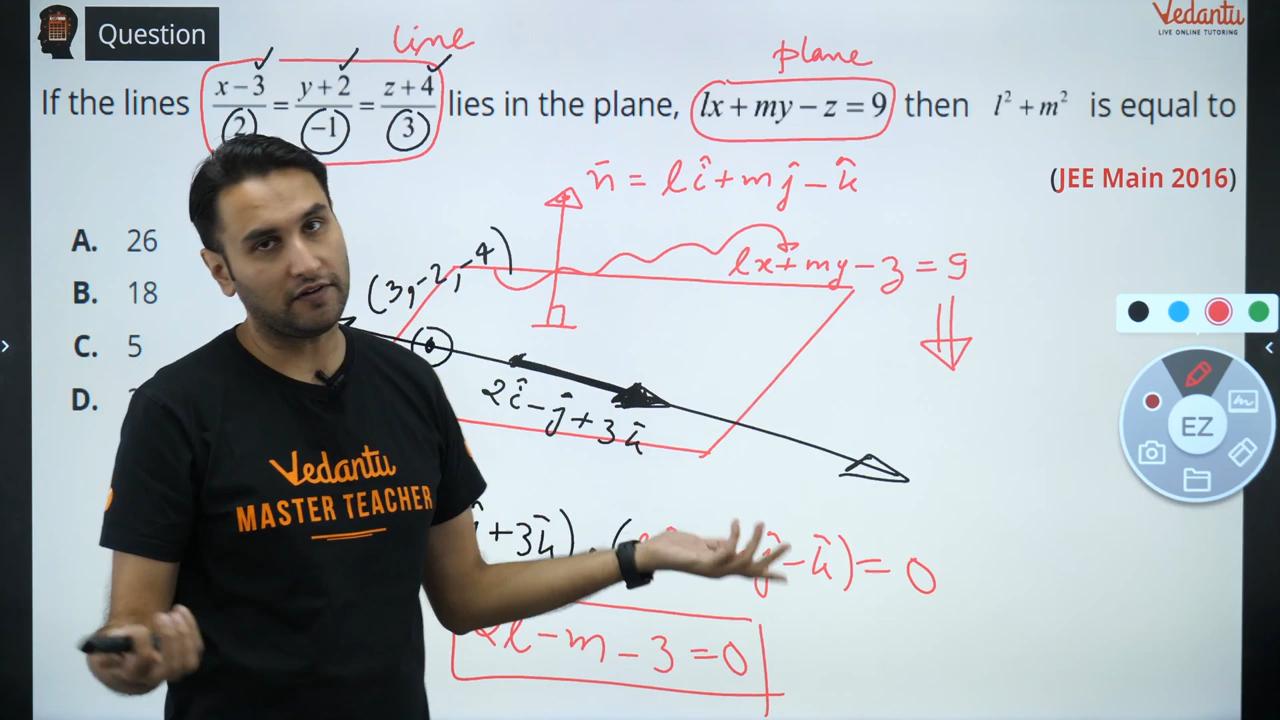 Question
Vedantu
LIVE ONLINE TUTORING
line
plane
If the lines x-3/2 = y+2/-1 = z+4/3 lies in the plane, lx + my - z = 9 then l² + m² is equal to
(JEE Main 2016)
n̄ = lî + mĵ - k̂
A. 26
B. 18
C. 5
D.
(3, -2, -4)
lx + my - z = 9
2î - ĵ + 3k̂
+ 3k̂) . ( ĵ - k̂) = 0
2l - m - 3 = 0
EZ
Vedantu
MASTER TEACHER